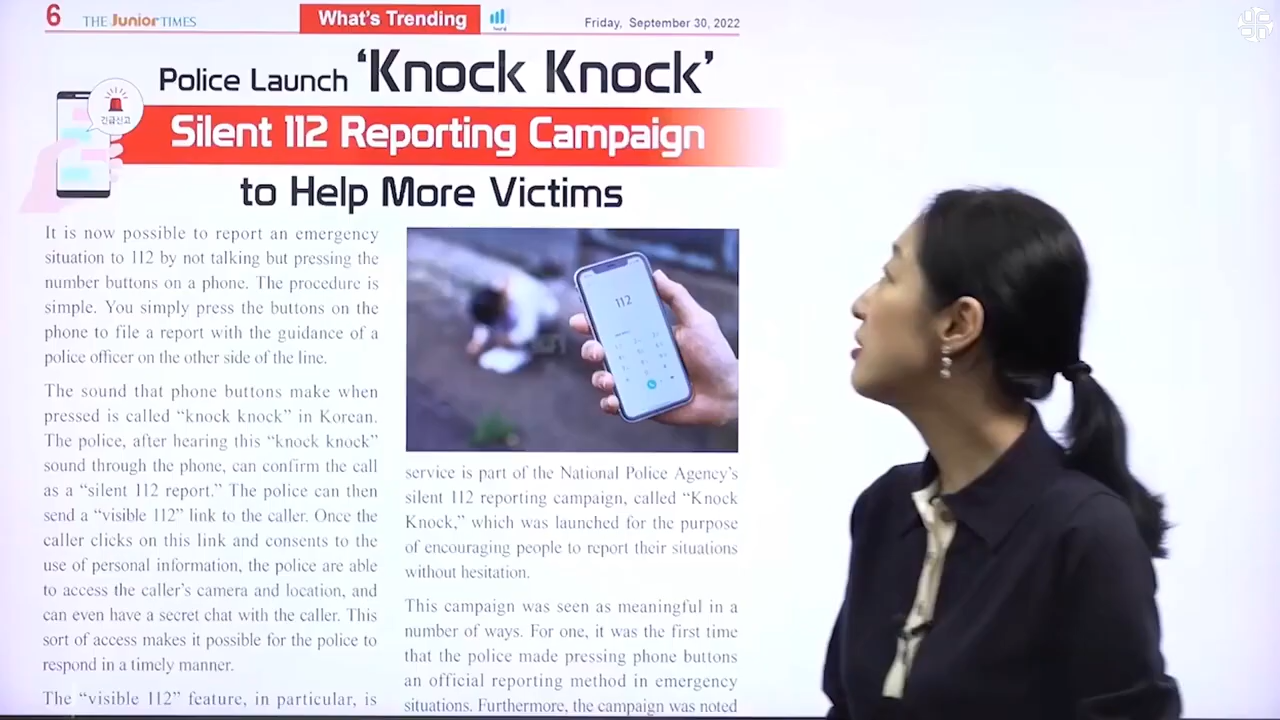 6
THE JuniorTIMES
What's Trending
Friday, September 30, 2022
Police Launch 'Knock Knock'
긴급신고
Silent 112 Reporting Campaign
to Help More Victims
It is now possible to report an emergency
situation to 112 by not talking but pressing the
number buttons on a phone. The procedure is
simple. You simply press the buttons on the
phone to file a report with the guidance of a
police officer on the other side of the line.
The sound that phone buttons make when
pressed is called “knock knock” in Korean.
The police, after hearing this “knock knock”
sound through the phone, can confirm the call
as a “silent 112 report.” The police can then
send a “visible 112” link to the caller. Once the
caller clicks on this link and consents to the
use of personal information, the police are able
to access the caller's camera and location, and
can even have a secret chat with the caller. This
sort of access makes it possible for the police to
respond in a timely manner.
The “visible 112” feature, in particular, is
112
service is part of the National Police Agency's
silent 112 reporting campaign, called “Knock
Knock,” which was launched for the purpose
of encouraging people to report their situations
without hesitation.
This campaign was seen as meaningful in a
number of ways. For one, it was the first time
that the police made pressing phone buttons
an official reporting method in emergency
situations. Furthermore, the campaign was noted